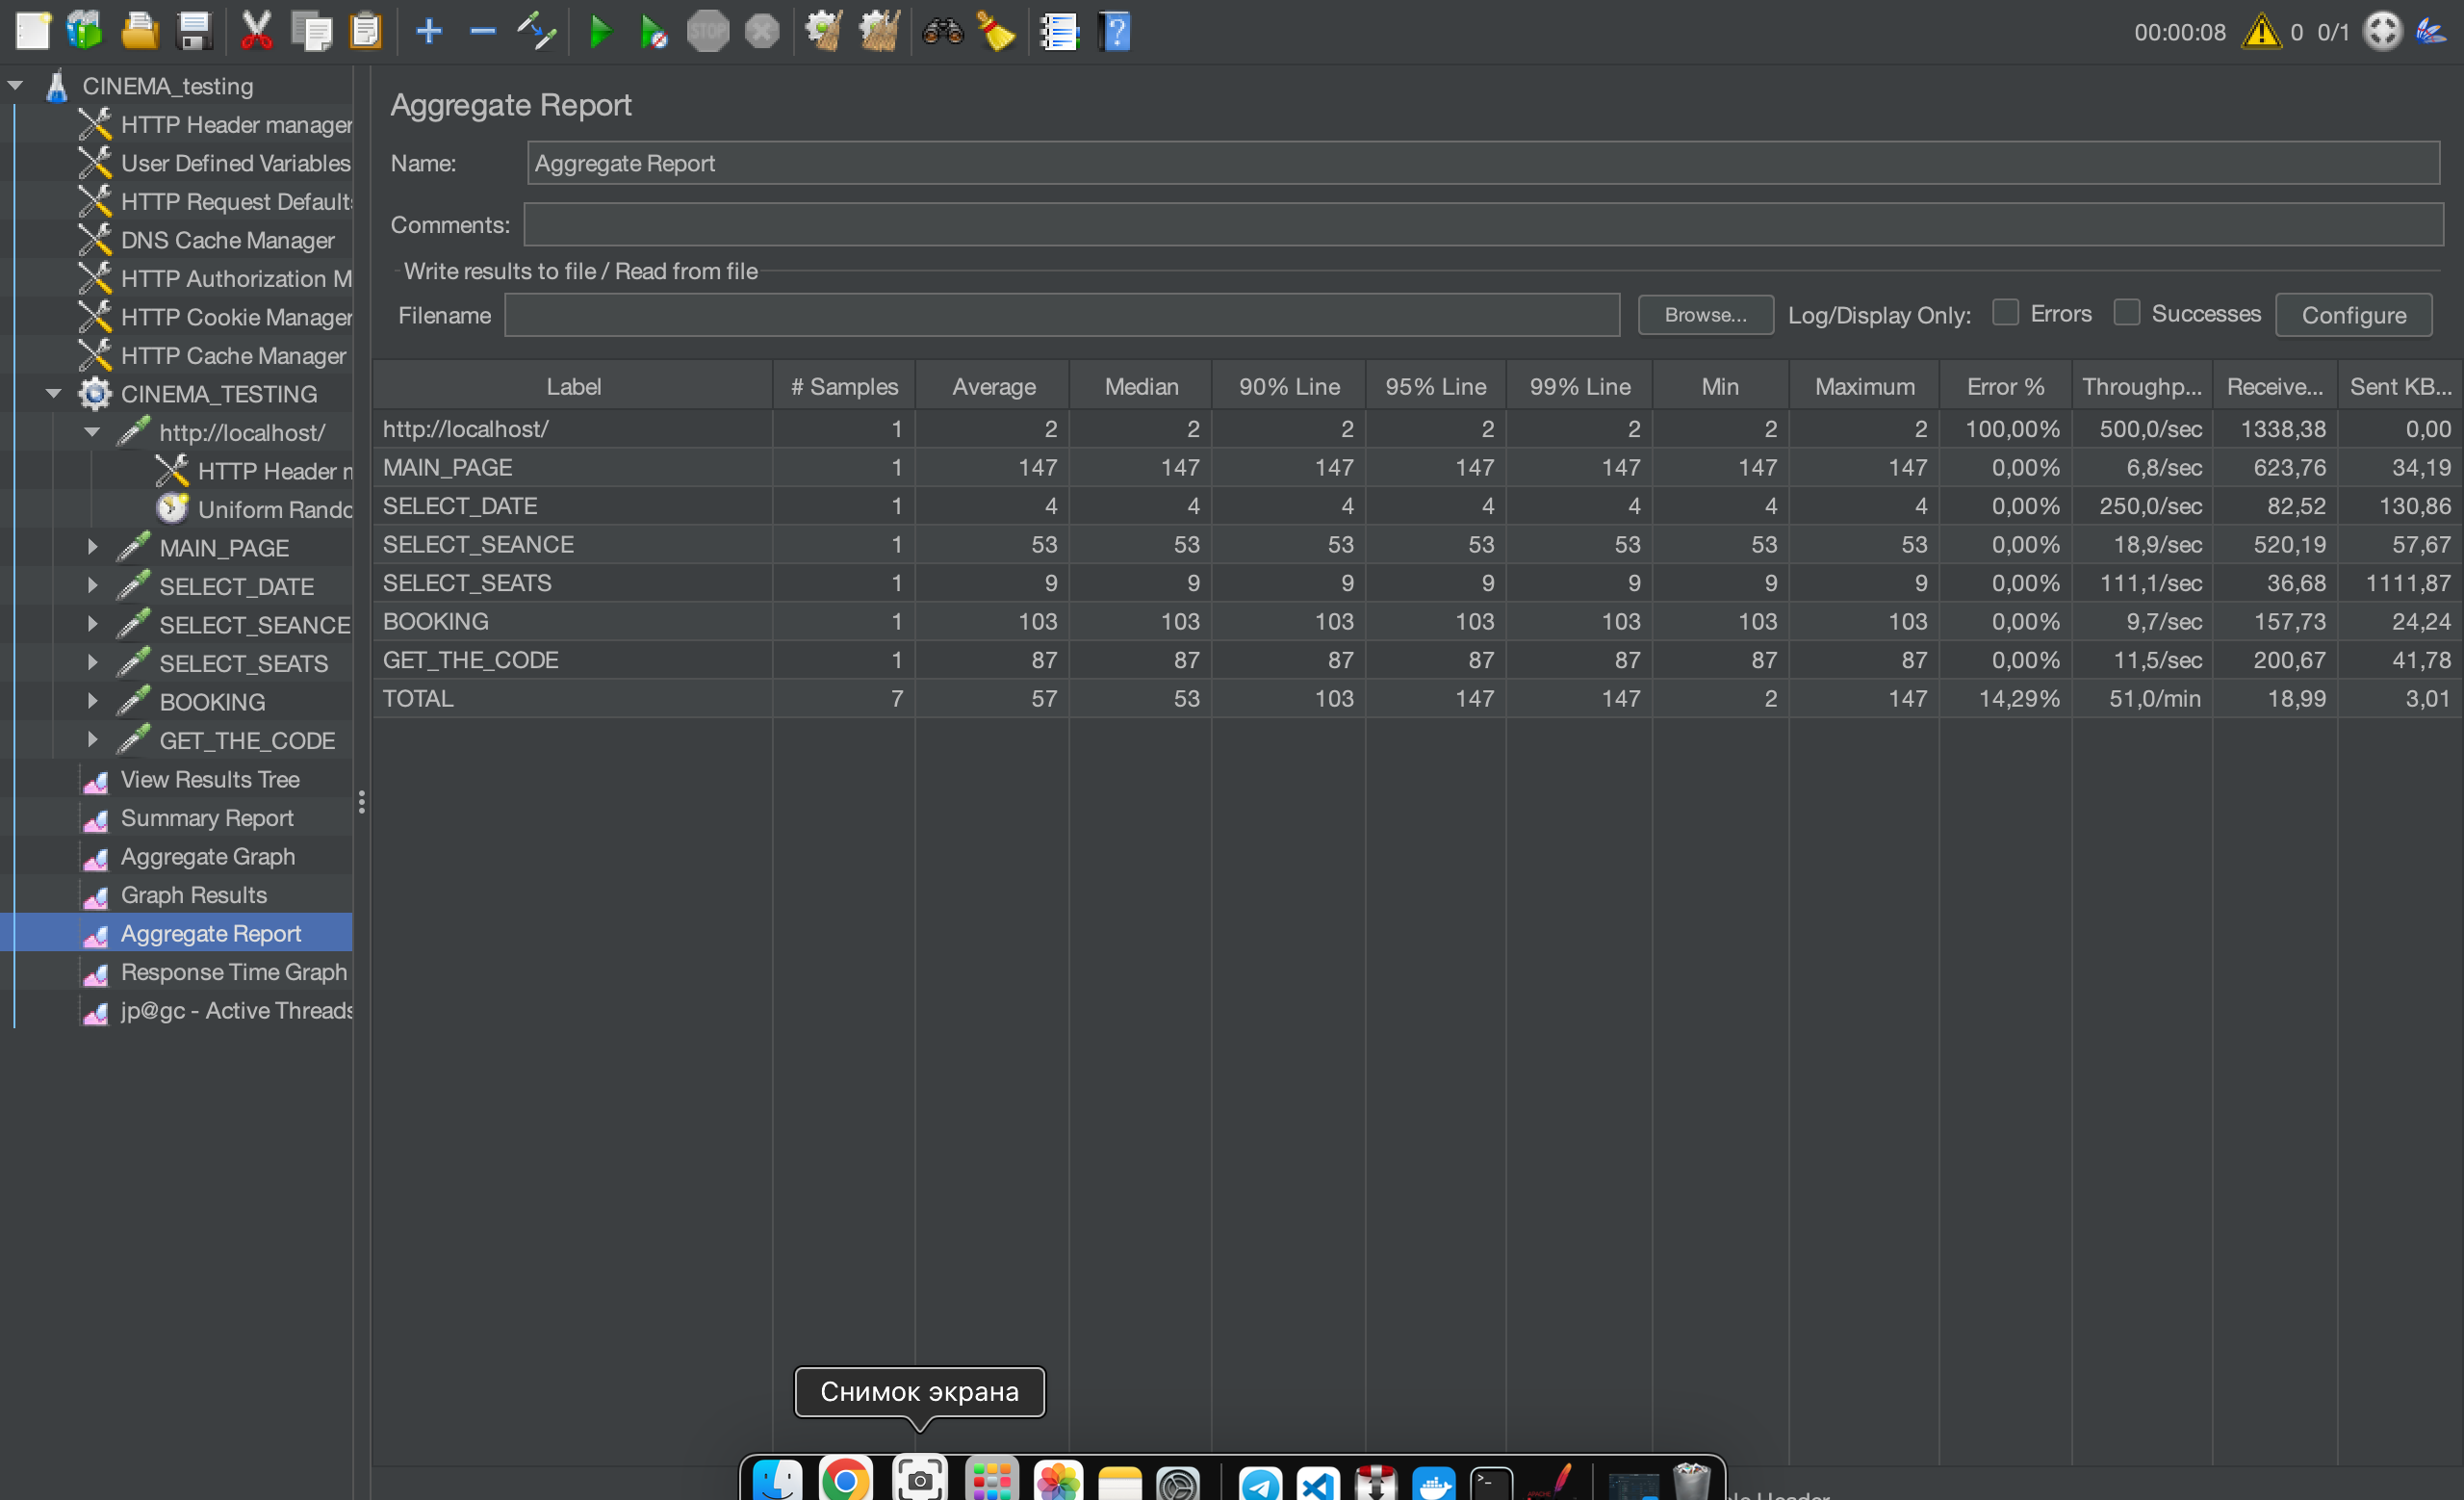 00:00:08 0 0/1
CINEMA_testing
HTTP Header manager
User Defined Variables
HTTP Request Defaults
DNS Cache Manager
HTTP Authorization M
HTTP Cookie Manager
HTTP Cache Manager
CINEMA_TESTING
http://localhost/
HTTP Header m
Uniform Rando
MAIN_PAGE
SELECT_DATE
SELECT_SEANCE
SELECT_SEATS
BOOKING
GET_THE_CODE
View Results Tree
Summary Report
Aggregate Graph
Graph Results
Aggregate Report
Response Time Graph
jp@gc - Active Threads
Aggregate Report
Name: Aggregate Report
Comments:
Write results to file / Read from file
Filename Browse... Log/Display Only: Errors Successes Configure
Label # Samples Average Median 90% Line 95% Line 99% Line Min Maximum Error % Throughp... Receive... Sent KB...
http://localhost/ 1 2 2 2 2 2 2 2 100,00% 500,0/sec 1338,38 0,00
MAIN_PAGE 1 147 147 147 147 147 147 147 0,00% 6,8/sec 623,76 34,19
SELECT_DATE 1 4 4 4 4 4 4 4 0,00% 250,0/sec 82,52 130,86
SELECT_SEANCE 1 53 53 53 53 53 53 53 0,00% 18,9/sec 520,19 57,67
SELECT_SEATS 1 9 9 9 9 9 9 9 0,00% 111,1/sec 36,68 1111,87
BOOKING 1 103 103 103 103 103 103 103 0,00% 9,7/sec 157,73 24,24
GET_THE_CODE 1 87 87 87 87 87 87 87 0,00% 11,5/sec 200,67 41,78
TOTAL 7 57 53 103 147 147 2 147 14,29% 51,0/min 18,99 3,01
Снимок экрана